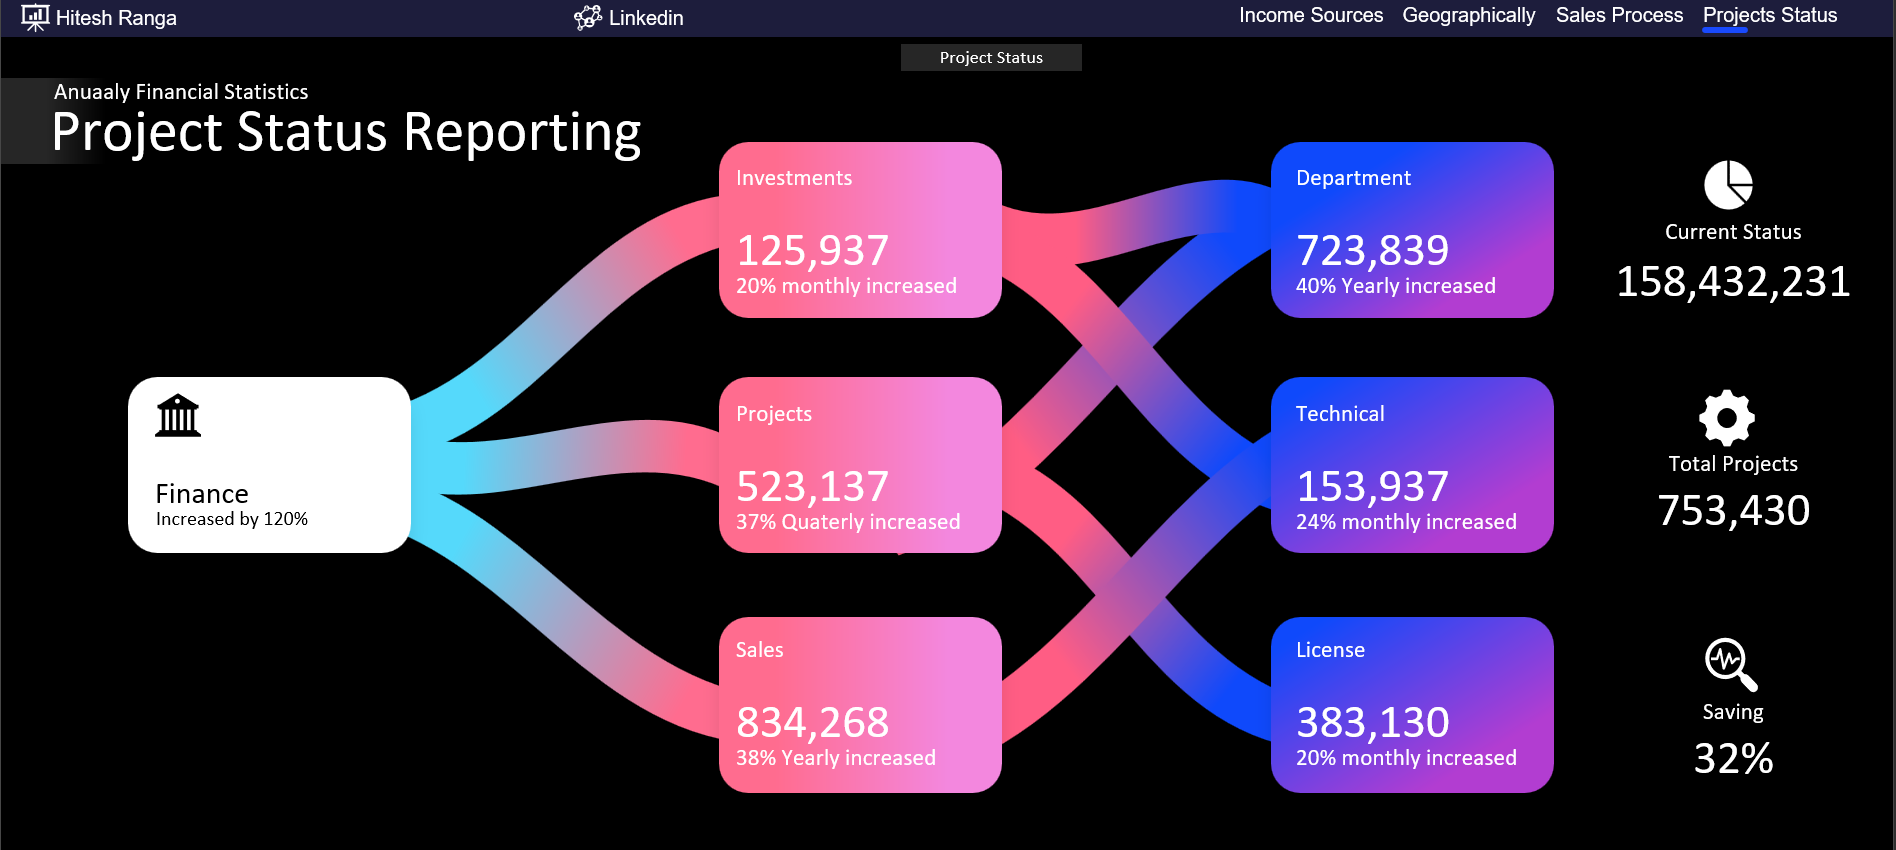 Hitesh Ranga
Linkedin
Income Sources
Geographically
Sales Process
Projects Status
Project Status
Anuaaly Financial Statistics
Project Status Reporting
Finance
Increased by 120%
Investments
125,937
20% monthly increased
Projects
523,137
37% Quaterly increased
Sales
834,268
38% Yearly increased
Department
723,839
40% Yearly increased
Technical
153,937
24% monthly increased
License
383,130
20% monthly increased
Current Status
158,432,231
Total Projects
753,430
Saving
32%